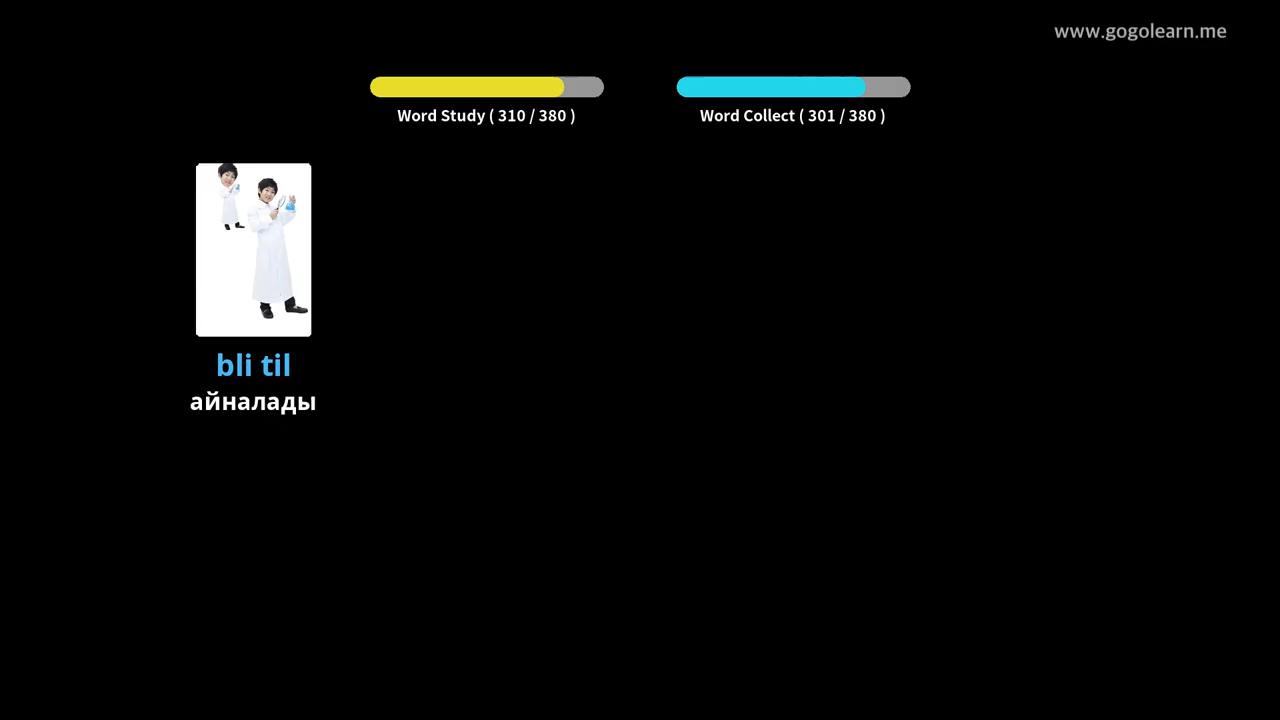 www.gogolearn.me
Word Study ( 310 / 380 )
Word Collect ( 301 / 380 )
bli til
айналады